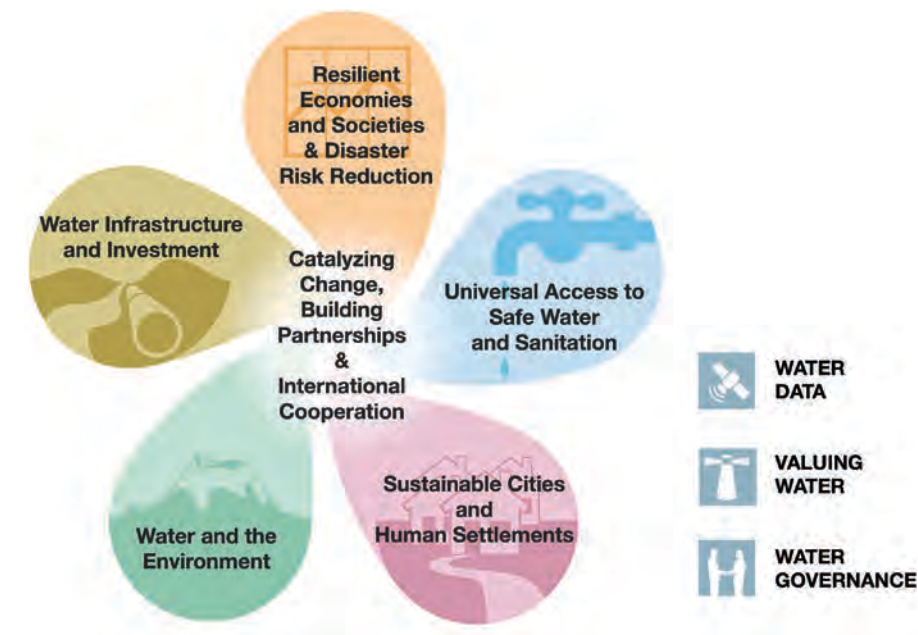 Resilient
Economies
and Societies
& Disaster
Risk Reduction
Water Infrastructure
and Investment
Catalyzing
Change,
Building
Partnerships
&
International
Cooperation
Universal Access to
Safe Water
and Sanitation
Sustainable Cities
and
Human Settlements
Water and the
Environment
WATER
DATA
VALUING
WATER
WATER
GOVERNANCE